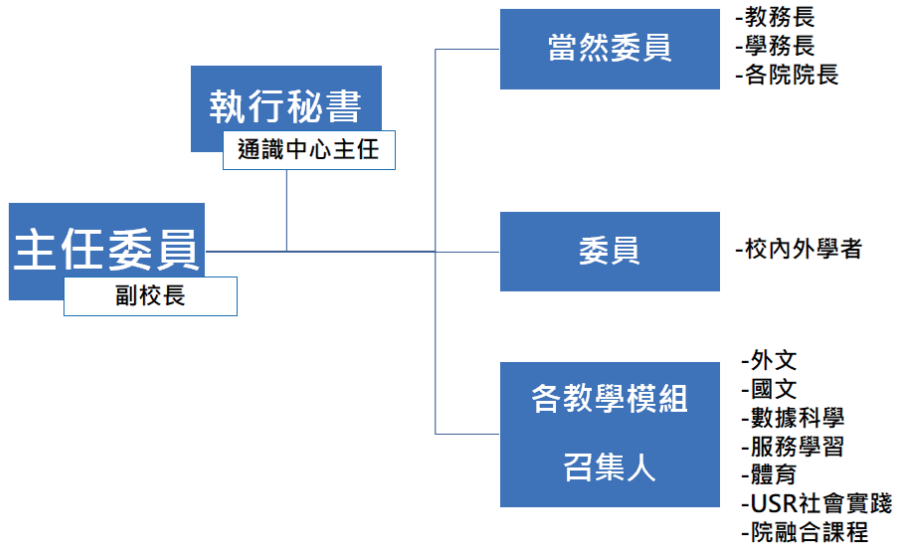 主任委員
副校長
執行秘書
通識中心主任
當然委員
-教務長
-學務長
-各院院長
委員
-校內外學者
各教學模組
召集人
-外文
-國文
-數據科學
-服務學習
-體育
-USR社會實踐
-院融合課程